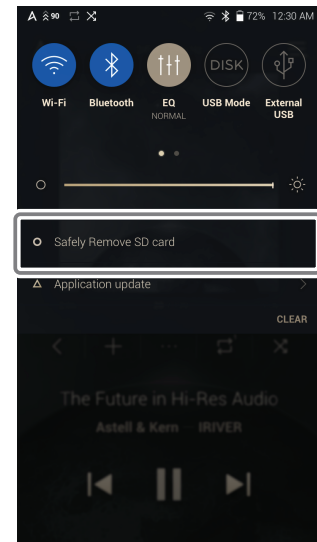 A 90 72% 12:30 AM
DISK
Wi-Fi Bluetooth EQ USB Mode External
NORMAL USB
Safely Remove SD card
Application update
CLEAR
The Future in Hi-Res Audio
Astell & Kern IRIVER